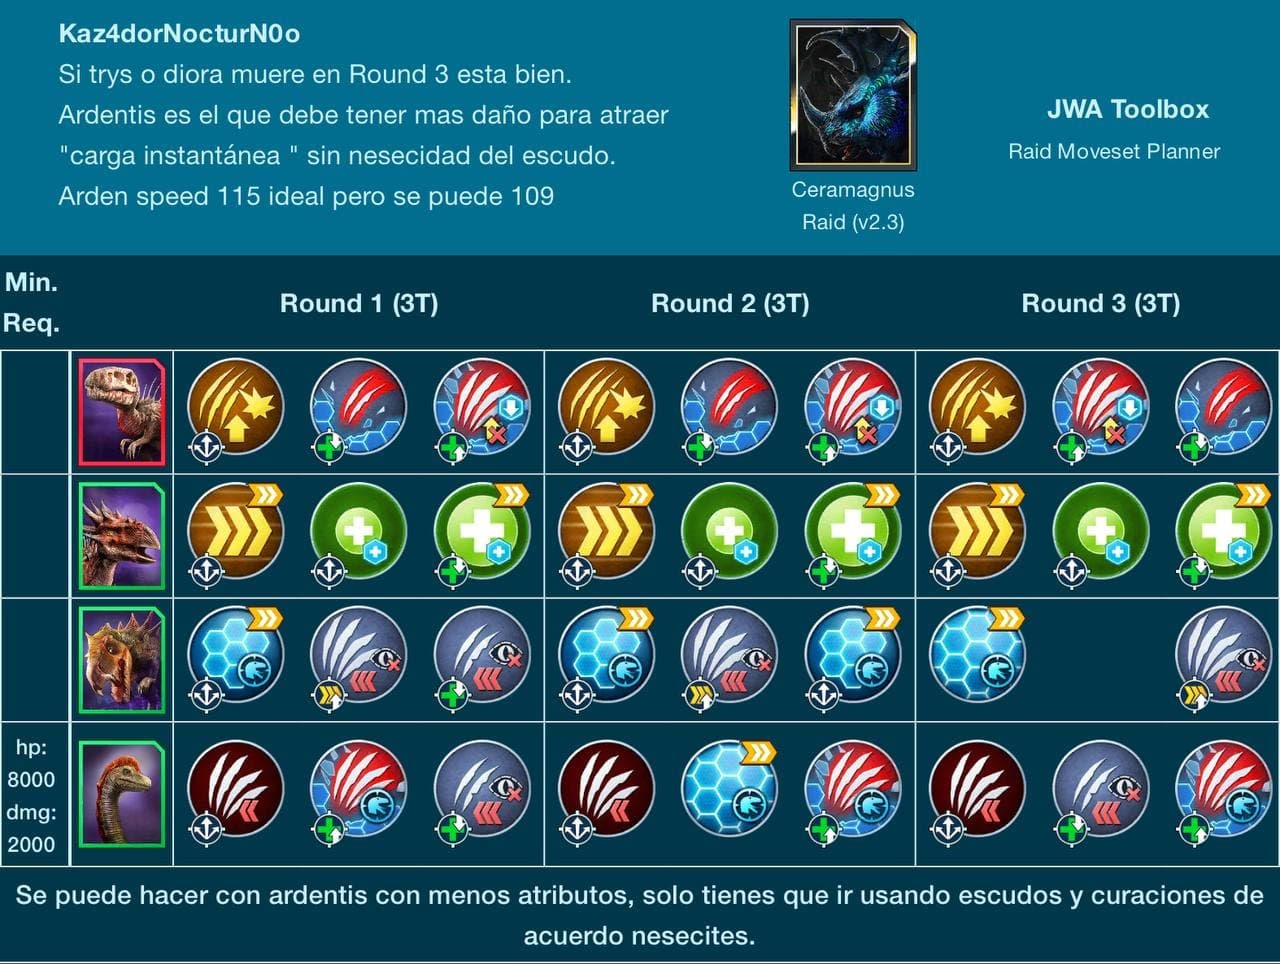 Kaz4dorNocturN0o
Si trys o diora muere en Round 3 esta bien.
Ardentis es el que debe tener mas daño para atraer
"carga instantánea " sin nesecidad del escudo.
Arden speed 115 ideal pero se puede 109
Ceramagnus
Raid (v2.3)
JWA Toolbox
Raid Moveset Planner
Min.
Req.
Round 1 (3T)
Round 2 (3T)
Round 3 (3T)
hp:
8000
dmg:
2000
Se puede hacer con ardentis con menos atributos, solo tienes que ir usando escudos y curaciones de
acuerdo nesecites.